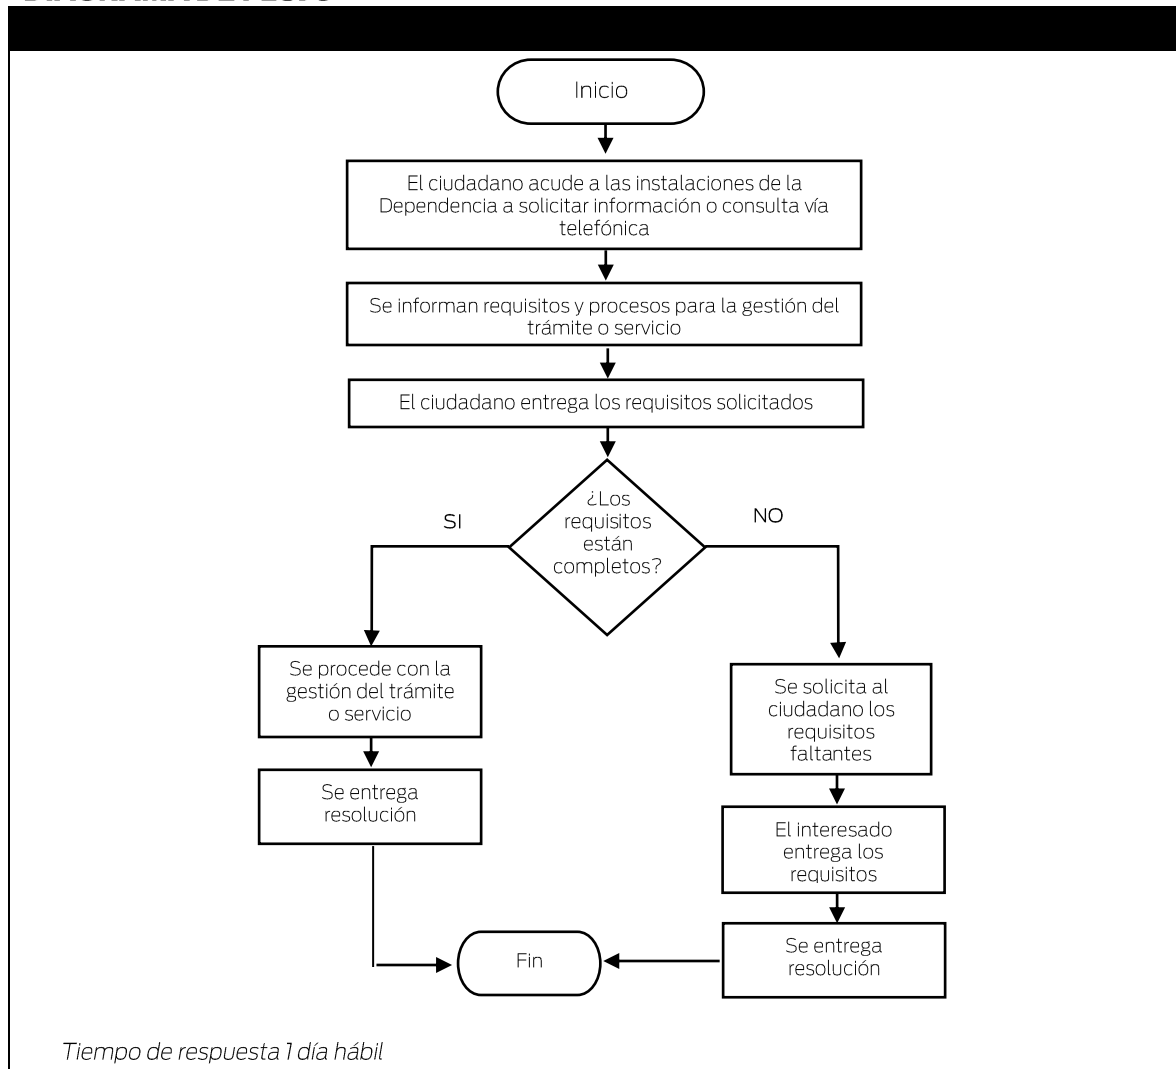 Inicio
El ciudadano acude a las instalaciones de la
Dependencia a solicitar información o consulta vía
telefónica
Se informan requisitos y procesos para la gestión del
trámite o servicio
El ciudadano entrega los requisitos solicitados
¿Los
requisitos
están
completos?
SI
NO
Se procede con la
gestión del trámite
o servicio
Se entrega
resolución
Se solicita al
ciudadano los
requisitos
faltantes
El interesado
entrega los
requisitos
Se entrega
resolución
Fin
Tiempo de respuesta 1 día hábil